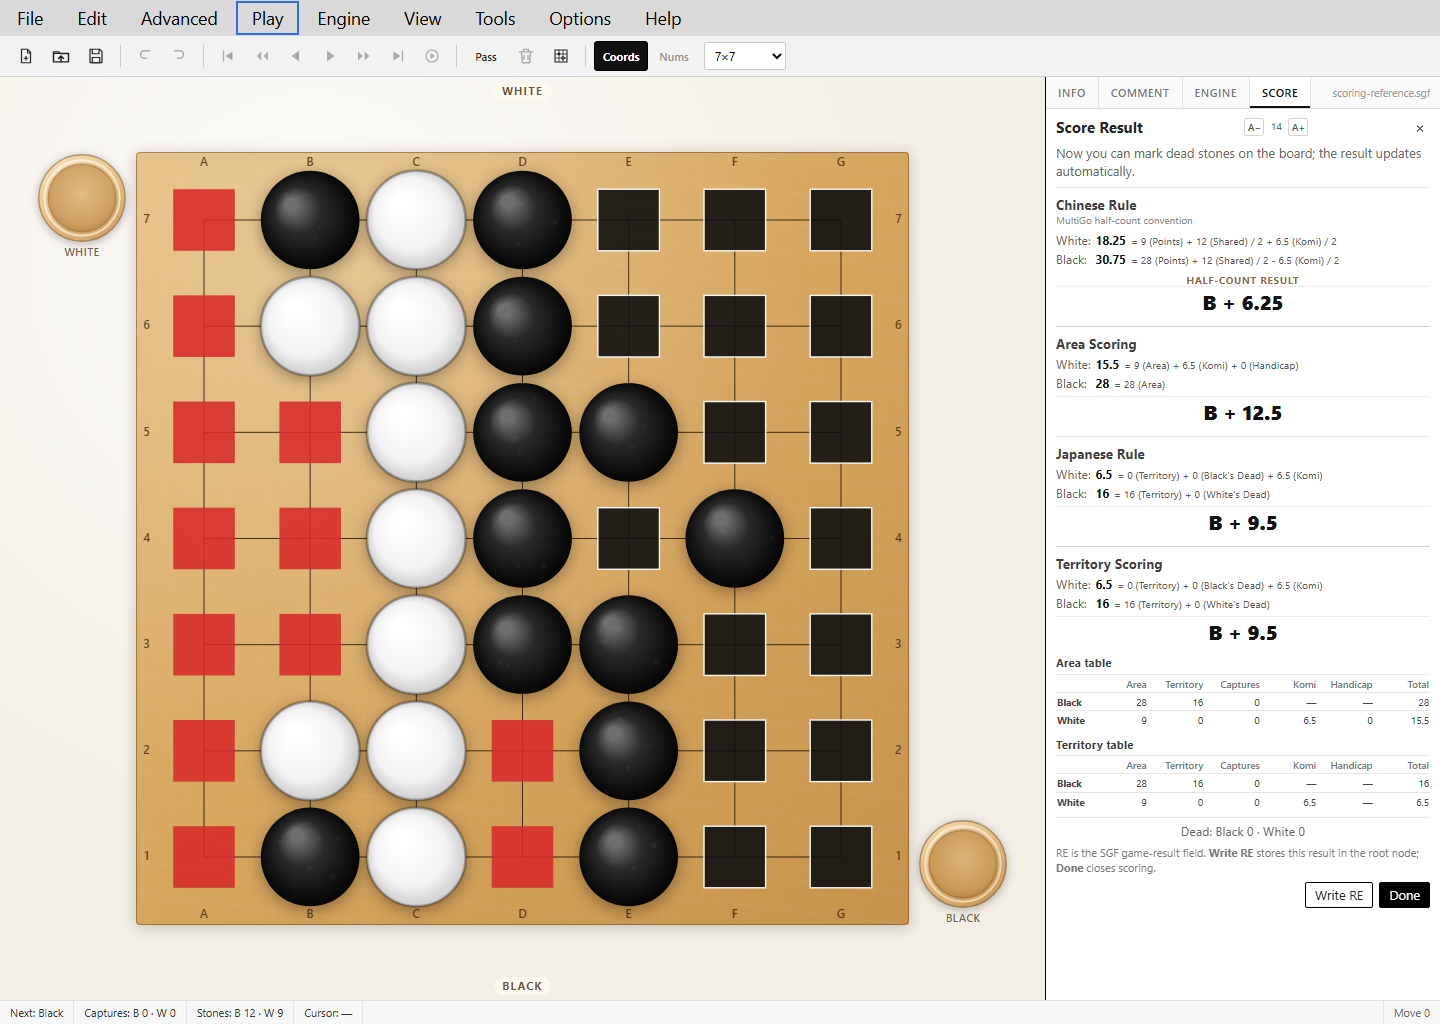 File Edit Advanced Play Engine View Tools Options Help
Pass Coords Nums 7×7
WHITE
INFO COMMENT ENGINE SCORE scoring-reference.sgf
Score Result A− 14 A+ ×
Now you can mark dead stones on the board; the result updates
automatically.
Chinese Rule
MultiGo half-count convention
White: 18.25 = 9 (Points) + 12 (Shared) / 2 + 6.5 (Komi) / 2
Black: 30.75 = 28 (Points) + 12 (Shared) / 2 - 6.5 (Komi) / 2
HALF-COUNT RESULT
B + 6.25
Area Scoring
White: 15.5 = 9 (Area) + 6.5 (Komi) + 0 (Handicap)
Black: 28 = 28 (Area)
B + 12.5
Japanese Rule
White: 6.5 = 0 (Territory) + 0 (Black's Dead) + 6.5 (Komi)
Black: 16 = 16 (Territory) + 0 (White's Dead)
B + 9.5
Territory Scoring
White: 6.5 = 0 (Territory) + 0 (Black's Dead) + 6.5 (Komi)
Black: 16 = 16 (Territory) + 0 (White's Dead)
B + 9.5
Area table
Area Territory Captures Komi Handicap Total
Black 28 16 0 — — 28
White 9 0 0 6.5 0 15.5
Territory table
Area Territory Captures Komi Handicap Total
Black 28 16 0 — — 16
White 9 0 0 6.5 — 6.5
Dead: Black 0 · White 0
RE is the SGF game-result field. Write RE stores this result in the root node;
Done closes scoring.
Write RE Done
A B C D E F G
7 7
6 6
5 5
4 4
3 3
2 2
1 1
A B C D E F G
WHITE
BLACK
BLACK
Next: Black Captures: B 0 · W 0 Stones: B 12 · W 9 Cursor: — Move 0